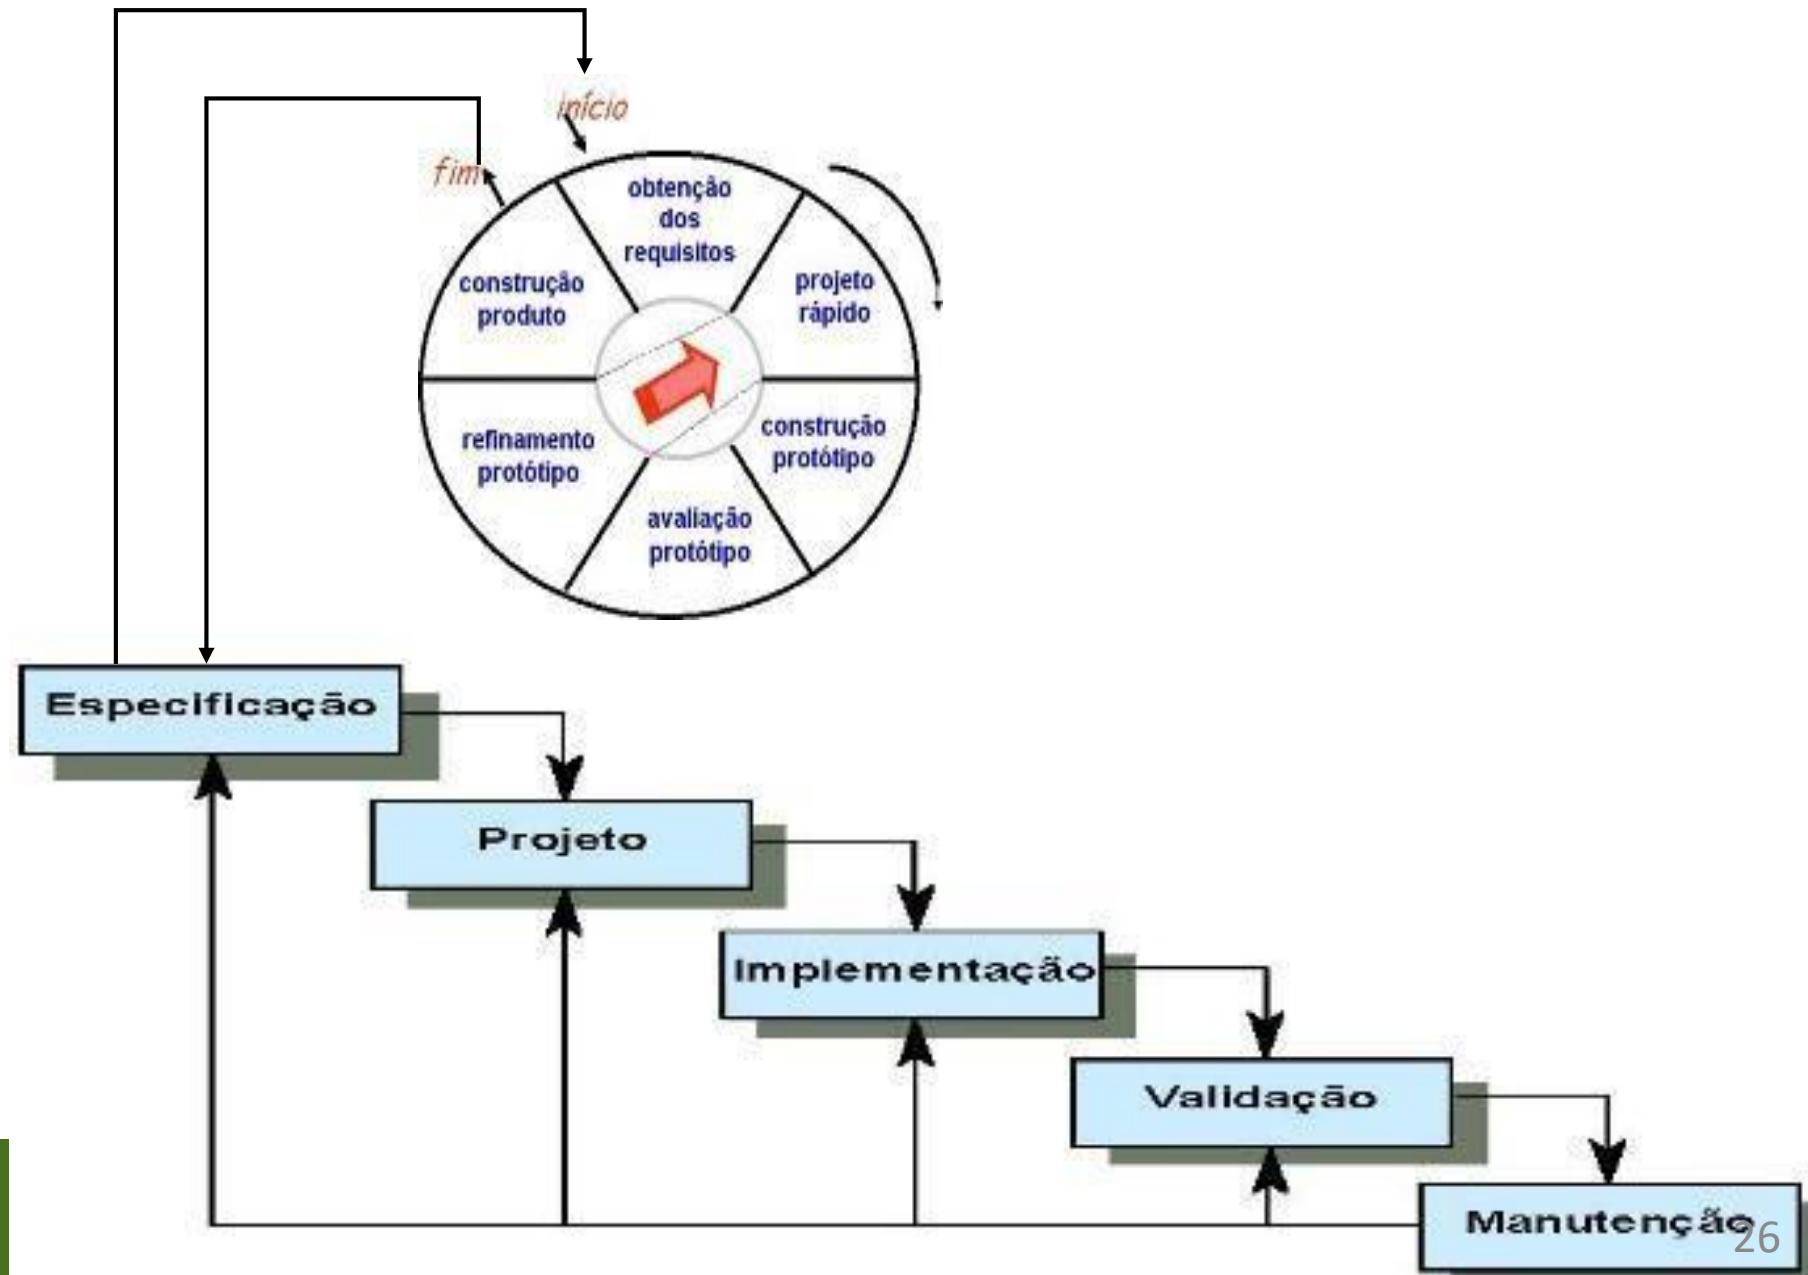 início
fim
obtenção
dos
requisitos
projeto
rápido
construção
protótipo
avaliação
protótipo
refinamento
protótipo
construção
produto
Especificação
Projeto
Implementação
Validação
Manutenção
26